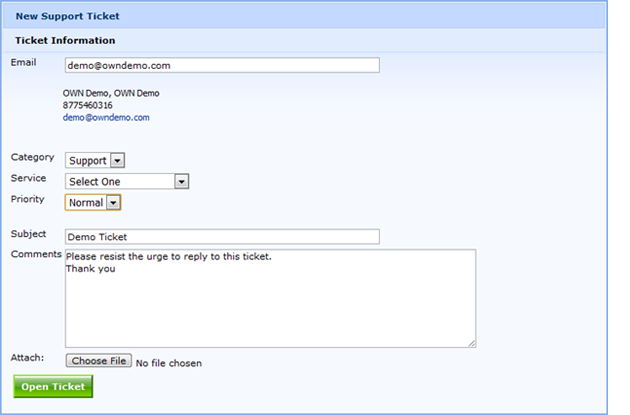 New Support Ticket
Ticket Information
Email demo@owndemo.com
OWN Demo, OWN Demo
8775460316
demo@owndemo.com
Category Support
Service Select One
Priority Normal
Subject Demo Ticket
Comments Please resist the urge to reply to this ticket.
Thank you
Attach: Choose File No file chosen
Open Ticket